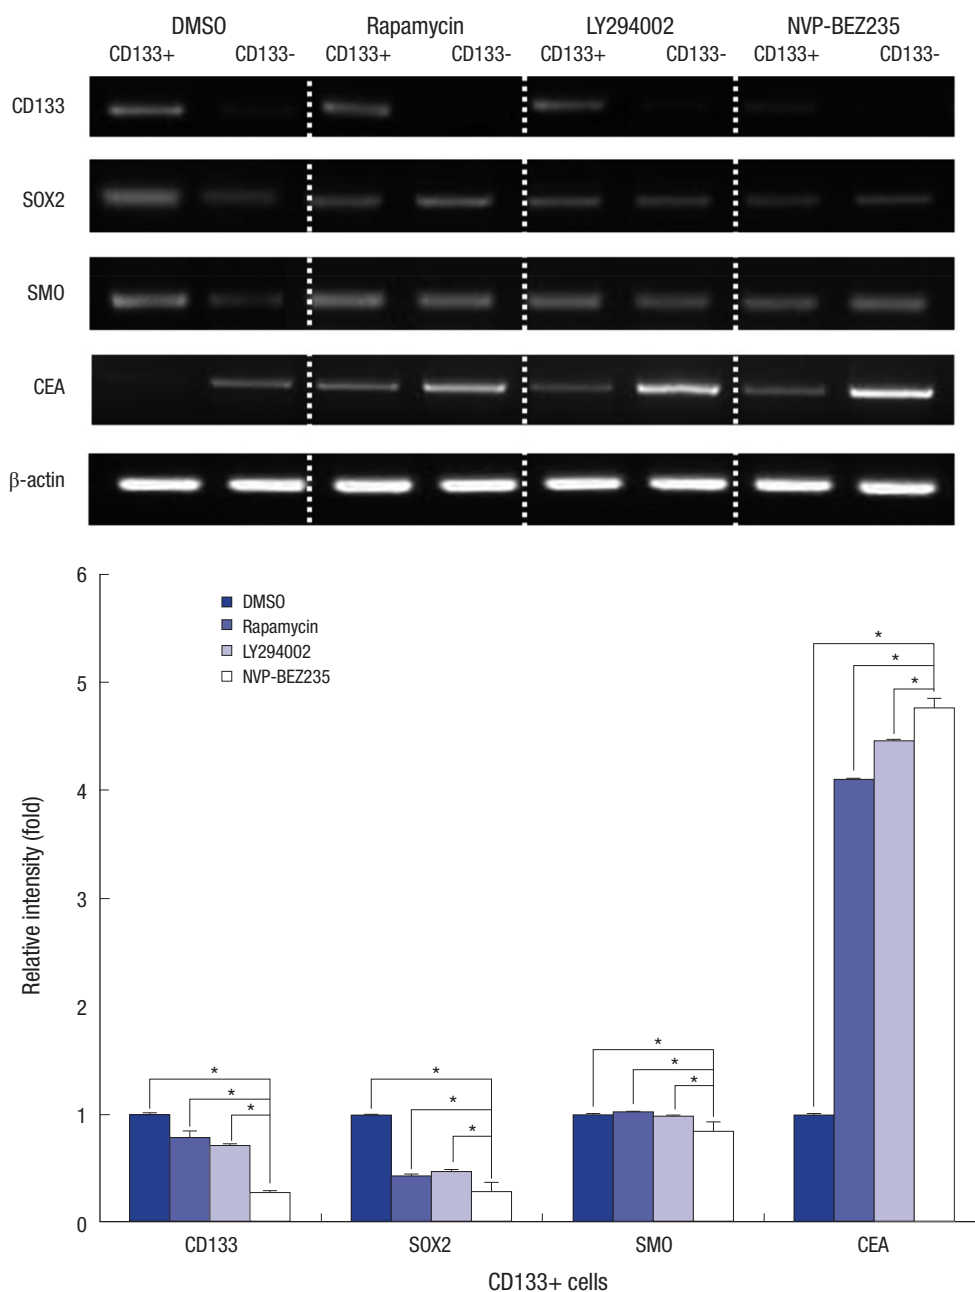 DMSO Rapamycin LY294002 NVP-BEZ235
CD133+ CD133- CD133+ CD133- CD133+ CD133- CD133+ CD133-
CD133
SOX2
SMO
CEA
β-actin
6
5
4
3
2
1
0
Relative intensity (fold)
DMSO
Rapamycin
LY294002
NVP-BEZ235
* * *
* * *
* * *
* * *
CD133 SOX2 SMO CEA
CD133+ cells